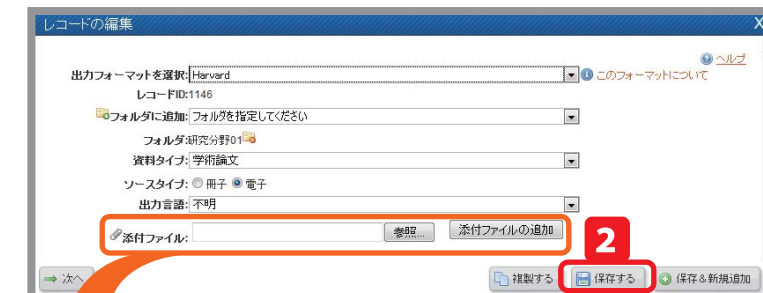 レコードの編集 X
ヘルプ
出力フォーマットを選択: Harvard このフォーマットについて
レコードID:1146
フォルダに追加: フォルダを指定してください
フォルダ:研究分野01
資料タイプ: 学術論文
ソースタイプ: 冊子 電子
出力言語: 不明
添付ファイル: 参照... 添付ファイルの追加
2
次へ 複製する 保存する 保存&新規追加